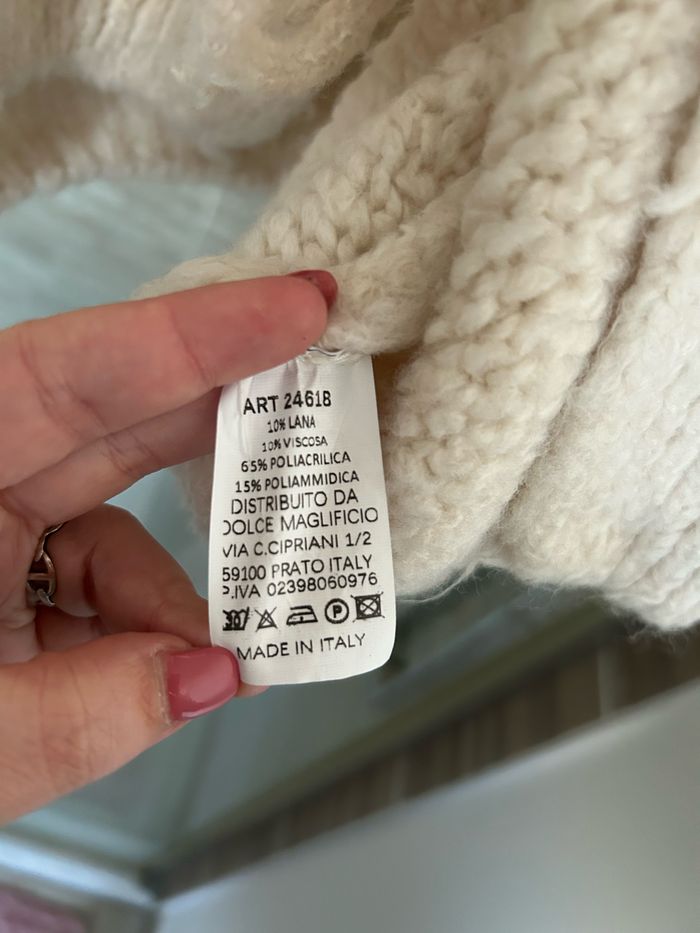 ART 24618
10% LANA
10% VISCOSA
65% POLIACRILICA
15% POLIAMMIDICA
DISTRIBUITO DA
DOLCE MAGLIFICIO
VIA C.CIPRIANI 1/2
59100 PRATO ITALY
P.IVA 02398060976
30° P
MADE IN ITALY